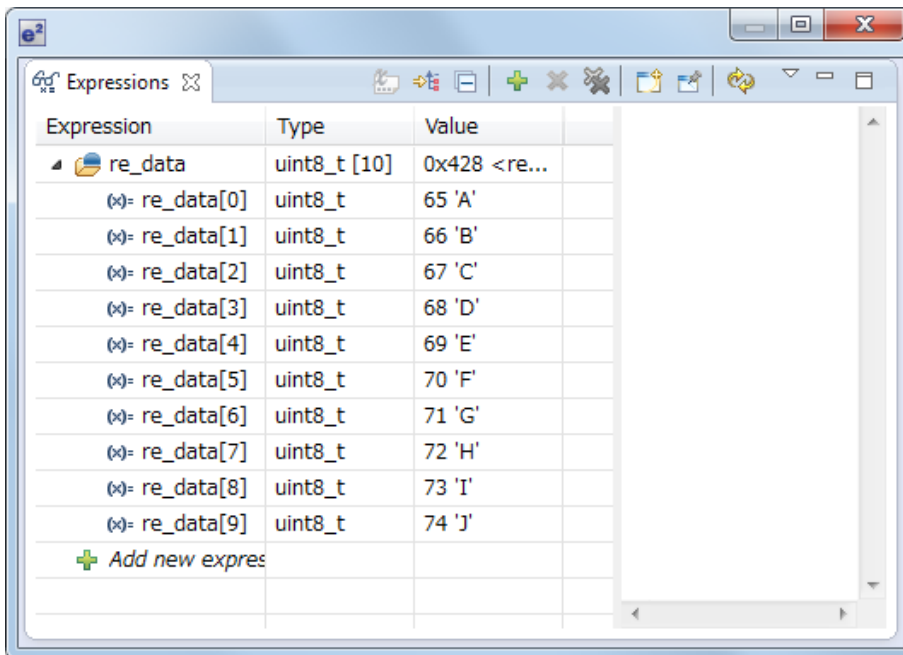 e²
Expressions
Expression Type Value
re_data uint8_t [10] 0x428 <re...
(x)= re_data[0] uint8_t 65 'A'
(x)= re_data[1] uint8_t 66 'B'
(x)= re_data[2] uint8_t 67 'C'
(x)= re_data[3] uint8_t 68 'D'
(x)= re_data[4] uint8_t 69 'E'
(x)= re_data[5] uint8_t 70 'F'
(x)= re_data[6] uint8_t 71 'G'
(x)= re_data[7] uint8_t 72 'H'
(x)= re_data[8] uint8_t 73 'I'
(x)= re_data[9] uint8_t 74 'J'
Add new expres